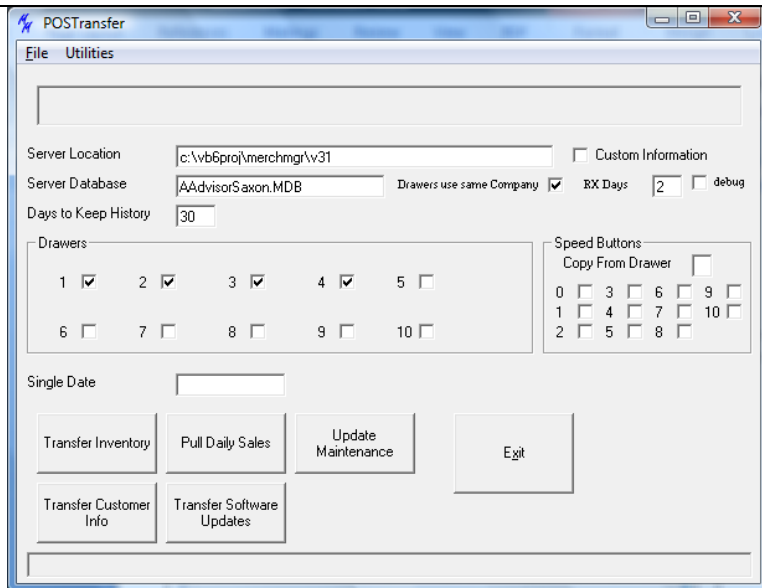 POSTransfer
File Utilities
Server Location c:\vb6proj\merchmgr\v31 Custom Information
Server Database AAdvisorSaxon.MDB Drawers use same Company RX Days 2 debug
Days to Keep History 30
Drawers Speed Buttons
Copy From Drawer
1 2 3 4 5
0 3 6 9
1 4 7 10
6 7 8 9 10
2 5 8
Single Date
Transfer Inventory Pull Daily Sales Update
Maintenance Exit
Transfer Customer
Info Transfer Software
Updates